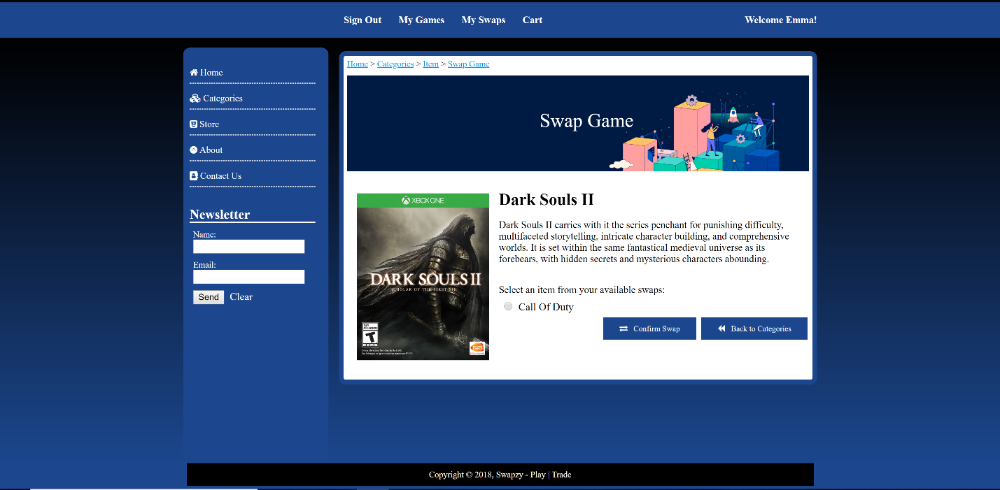 Sign Out My Games My Swaps Cart Welcome Emma!
Home
Categories
Store
About
Contact Us
Newsletter
Name:
Email:
Send Clear
Home > Categories > Item > Swap Game
Swap Game
XBOX ONE
DARK SOULS II
SCHOLAR OF THE FIRST SIN
TEEN
T
ESRB
Dark Souls II
Dark Souls II carries with it the series penchant for punishing difficulty,
multifaceted storytelling, intricate character building, and comprehensive
worlds. It is set within the same fantastical medieval universe as its
forebears, with hidden secrets and mysterious characters abounding.
Select an item from your available swaps:
Call Of Duty
Confirm Swap Back to Categories
Copyright © 2018, Swapzy - Play | Trade